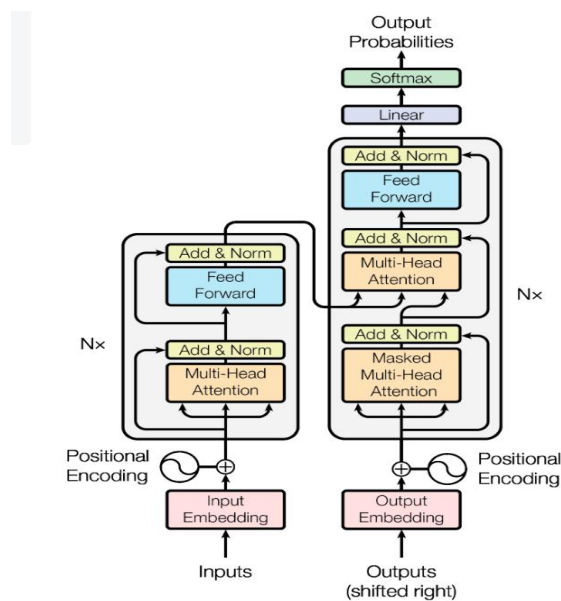 Output
Probabilities
Softmax
Linear
Add & Norm
Feed
Forward
Add & Norm
Multi-Head
Attention
Nx
Add & Norm
Masked
Multi-Head
Attention
Add & Norm
Feed
Forward
Nx
Add & Norm
Multi-Head
Attention
Positional
Encoding
Positional
Encoding
Input
Embedding
Output
Embedding
Inputs
Outputs
(shifted right)